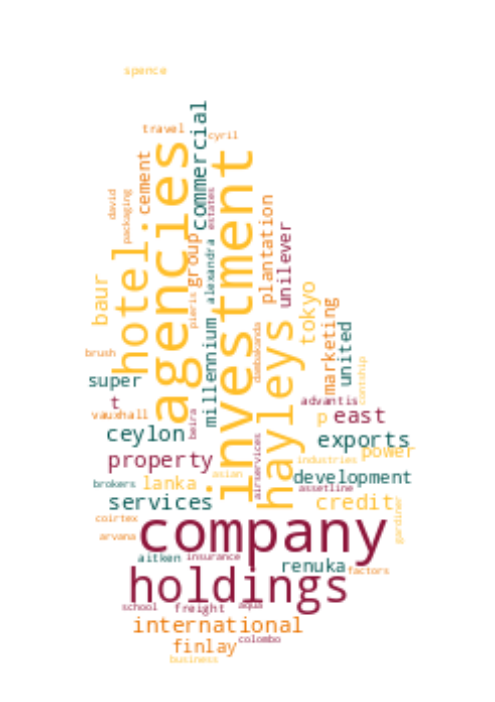 spence
travel
cyril
commercial
agencies
investment
hotel.
cement
david
packaging
estates
group
alexandra
pieris
plantation
unilever
baur
tokyo
millennium
hayleys
dambakanda
marketing
united
contship
brush
super
t
vauxhall
beira
advantis
p
east
ceylon
exports
property
airservices
power
industries
asian
brokers
lanka
development
assetline
services
credit
gardiner
coirtex
company
arvana
aitken
insurance
renuka
factors
holdings
school
freight
aqua
international
colombo
finlay
business